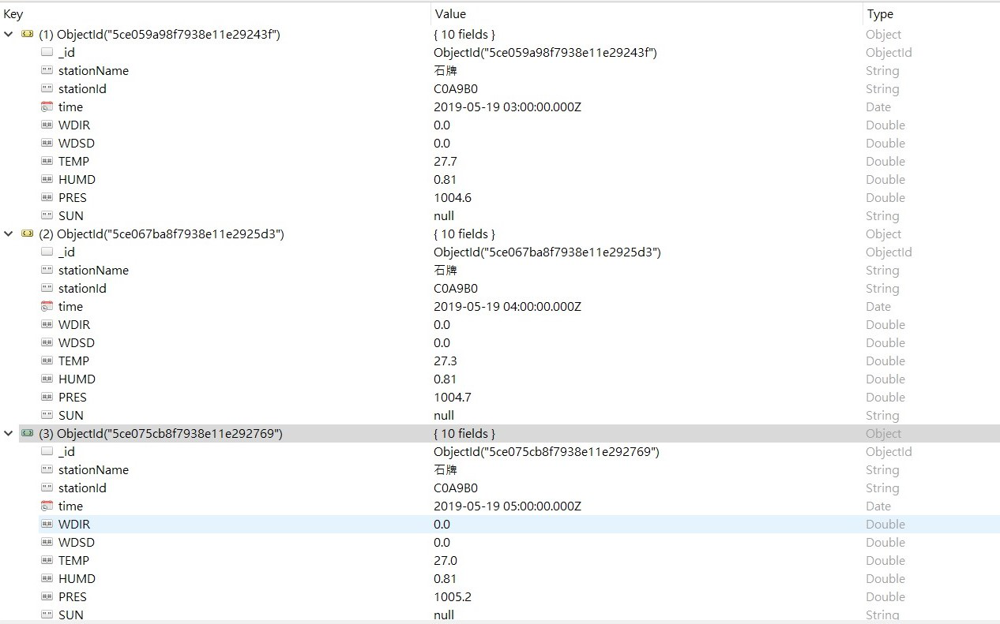 Key Value Type
(1) ObjectId("5ce059a98f7938e11e29243f") { 10 fields } Object
_id ObjectId("5ce059a98f7938e11e29243f") ObjectId
stationName 石牌 String
stationId C0A9B0 String
time 2019-05-19 03:00:00.000Z Date
WDIR 0.0 Double
WDSD 0.0 Double
TEMP 27.7 Double
HUMD 0.81 Double
PRES 1004.6 Double
SUN null String
(2) ObjectId("5ce067ba8f7938e11e2925d3") { 10 fields } Object
_id ObjectId("5ce067ba8f7938e11e2925d3") ObjectId
stationName 石牌 String
stationId C0A9B0 String
time 2019-05-19 04:00:00.000Z Date
WDIR 0.0 Double
WDSD 0.0 Double
TEMP 27.3 Double
HUMD 0.81 Double
PRES 1004.7 Double
SUN null String
(3) ObjectId("5ce075cb8f7938e11e292769") { 10 fields } Object
_id ObjectId("5ce075cb8f7938e11e292769") ObjectId
stationName 石牌 String
stationId C0A9B0 String
time 2019-05-19 05:00:00.000Z Date
WDIR 0.0 Double
WDSD 0.0 Double
TEMP 27.0 Double
HUMD 0.81 Double
PRES 1005.2 Double
SUN null String